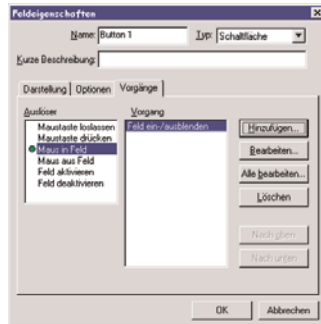 Feldeigenschaften
Name: Button 1 Typ: Schaltfläche
Kurze Beschreibung:
Darstellung Optionen Vorgänge
Auslöser Vorgang
Maustaste loslassen
Maustaste drücken
Maus in Feld
Maus aus Feld
Feld aktivieren
Feld deaktivieren
Feld ein-/ausblenden
Hinzufügen...
Bearbeiten...
Alle bearbeiten...
Löschen
Nach oben
Nach unten
OK Abbrechen